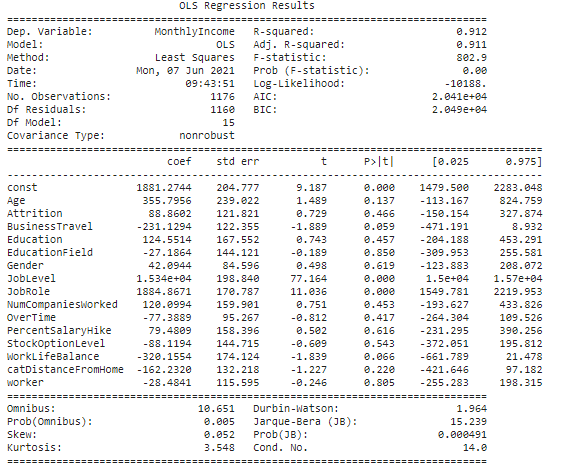 OLS Regression Results
Dep. Variable: MonthlyIncome R-squared: 0.912
Model: OLS Adj. R-squared: 0.911
Method: Least Squares F-statistic: 802.9
Date: Mon, 07 Jun 2021 Prob (F-statistic): 0.00
Time: 09:43:51 Log-Likelihood: -10188.
No. Observations: 1176 AIC: 2.041e+04
Df Residuals: 1160 BIC: 2.049e+04
Df Model: 15
Covariance Type: nonrobust
coef std err t P>|t| [0.025 0.975]
const 1881.2744 204.777 9.187 0.000 1479.500 2283.048
Age 355.7956 239.022 1.489 0.137 -113.167 824.759
Attrition 88.8602 121.821 0.729 0.466 -150.154 327.874
BusinessTravel -231.1294 122.355 -1.889 0.059 -471.191 8.932
Education 124.5514 167.552 0.743 0.457 -204.188 453.291
EducationField -27.1864 144.121 -0.189 0.850 -309.953 255.581
Gender 42.0944 84.596 0.498 0.619 -123.883 208.072
JobLevel 1.534e+04 198.840 77.164 0.000 1.5e+04 1.57e+04
JobRole 1884.8671 170.787 11.036 0.000 1549.781 2219.953
NumCompaniesWorked 120.0994 159.901 0.751 0.453 -193.627 433.826
OverTime -77.3889 95.267 -0.812 0.417 -264.304 109.526
PercentSalaryHike 79.4809 158.396 0.502 0.616 -231.295 390.256
StockOptionLevel -88.1194 144.715 -0.609 0.543 -372.051 195.812
WorkLifeBalance -320.1554 174.124 -1.839 0.066 -661.789 21.478
catDistanceFromHome -162.2320 132.218 -1.227 0.220 -421.646 97.182
worker -28.4841 115.595 -0.246 0.805 -255.283 198.315
Omnibus: 10.651 Durbin-Watson: 1.964
Prob(Omnibus): 0.005 Jarque-Bera (JB): 15.239
Skew: 0.052 Prob(JB): 0.000491
Kurtosis: 3.548 Cond. No. 14.0